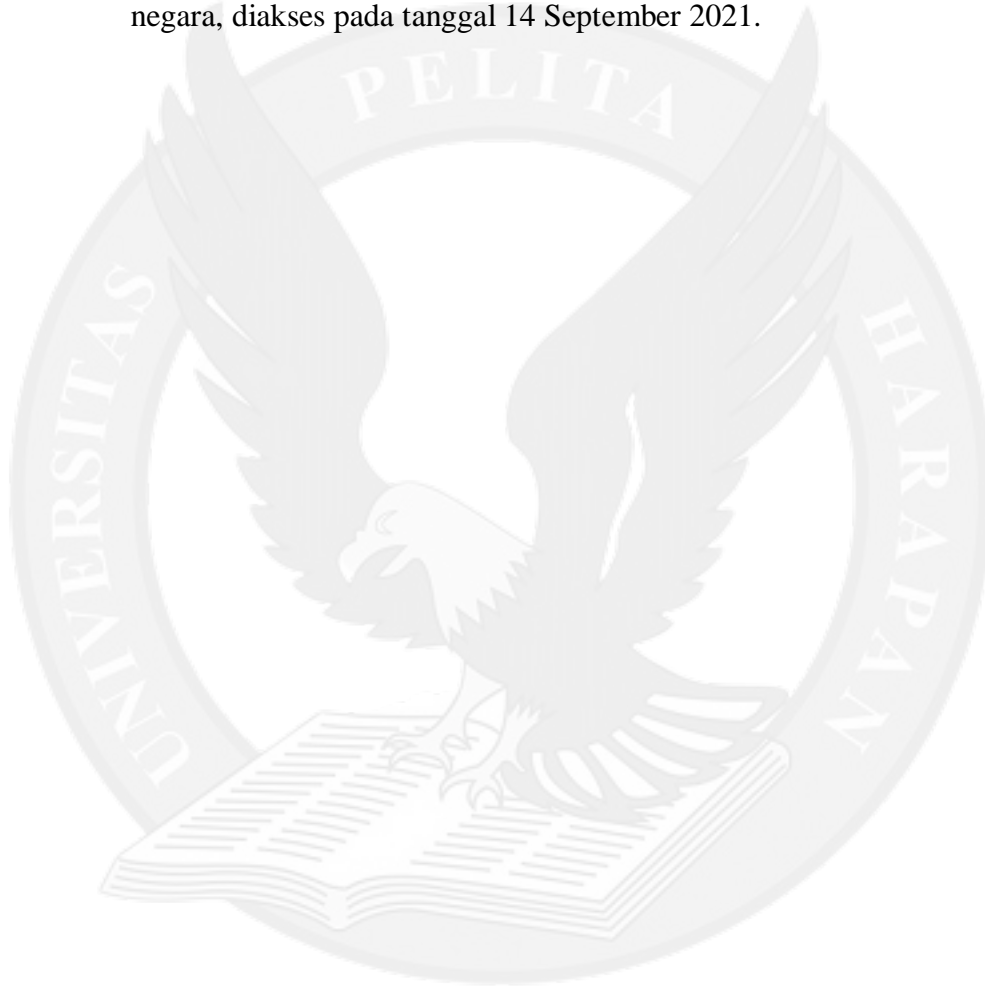 negara, diakses pada tanggal 14 September 2021.
PELITA
UNIVERSITAS
HARAPAN